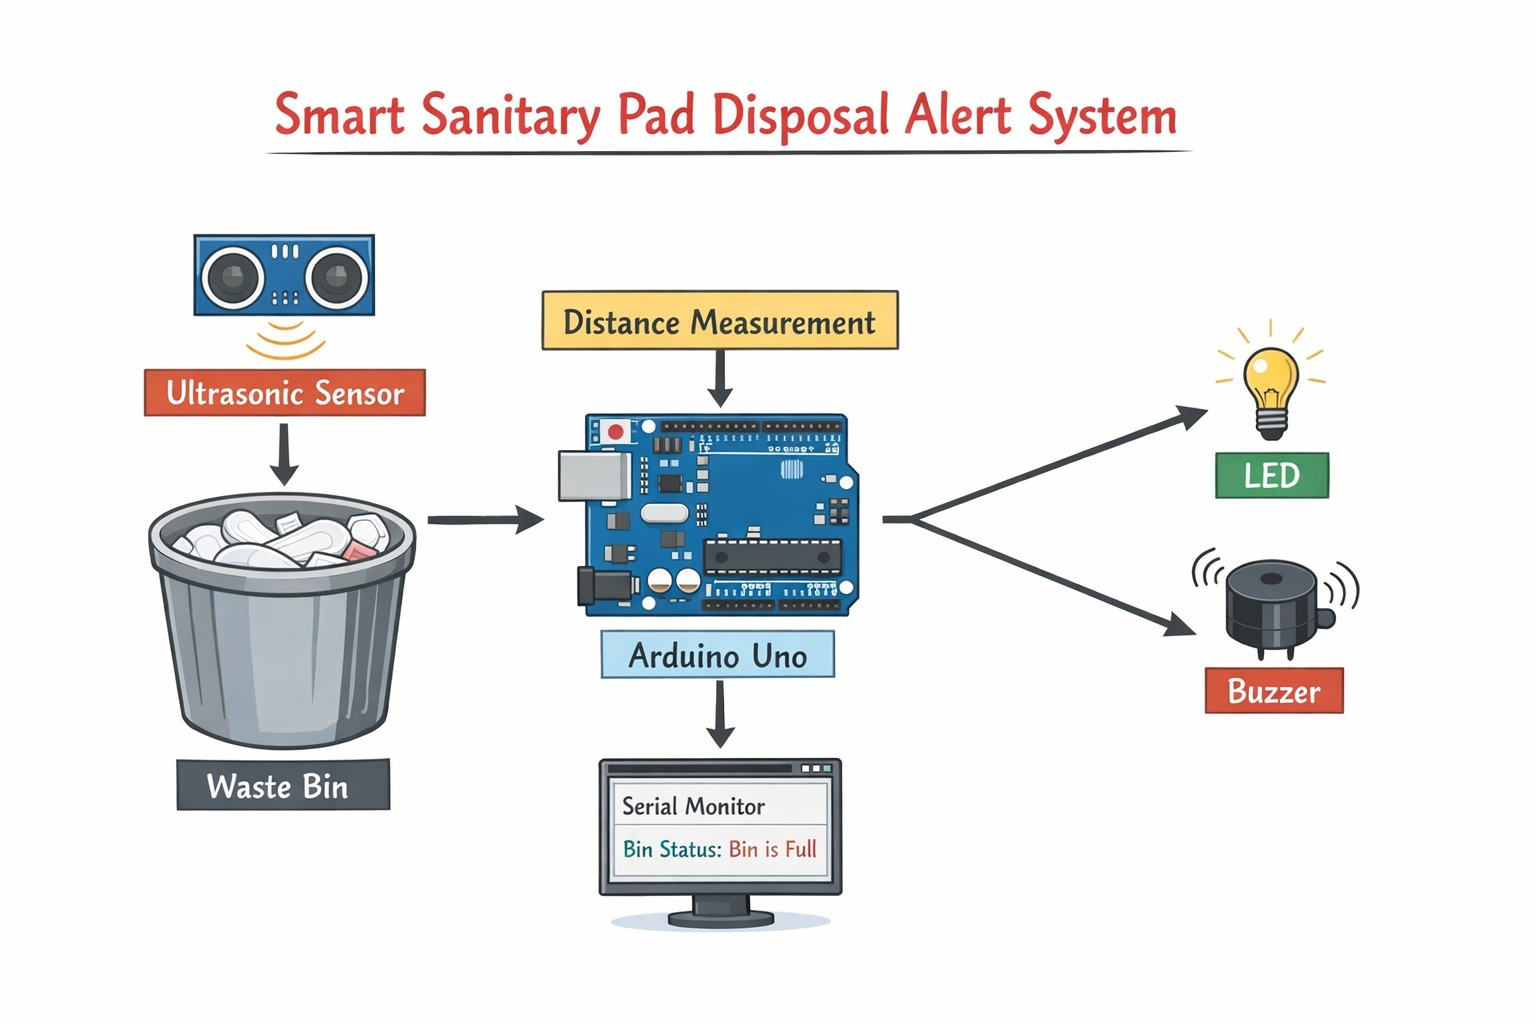 Smart Sanitary Pad Disposal Alert System
Ultrasonic Sensor
Distance Measurement
LED
Arduino Uno
Buzzer
Waste Bin
Serial Monitor
Bin Status: Bin is Full